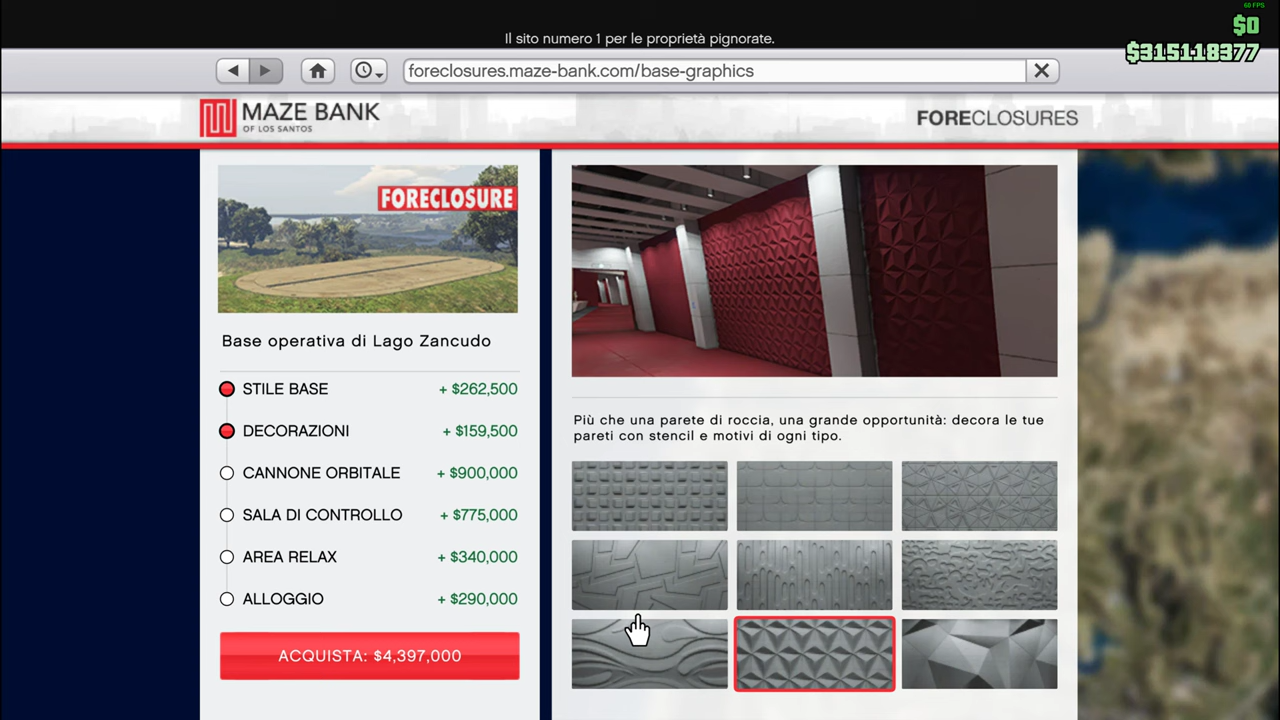 60 FPS
$0
$315118377
Il sito numero 1 per le proprietà pignorate.
foreclosures.maze-bank.com/base-graphics
MAZE BANK
OF LOS SANTOS
FORECLOSURES
FORECLOSURE
Base operativa di Lago Zancudo
STILE BASE + $262,500
DECORAZIONI + $159,500
CANNONE ORBITALE + $900,000
SALA DI CONTROLLO + $775,000
AREA RELAX + $340,000
ALLOGGIO + $290,000
ACQUISTA: $4,397,000
Più che una parete di roccia, una grande opportunità: decora le tue
pareti con stencil e motivi di ogni tipo.